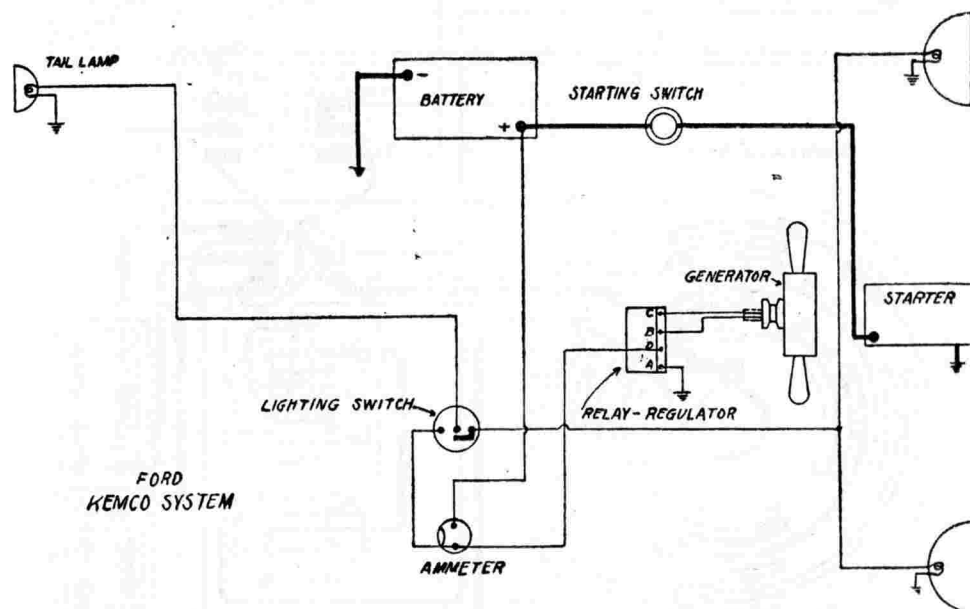 TAIL LAMP
-
BATTERY
+
STARTING SWITCH
GENERATOR
STARTER
C
B
D
A
RELAY-REGULATOR
LIGHTING SWITCH
FORD
KEMCO SYSTEM
AMMETER